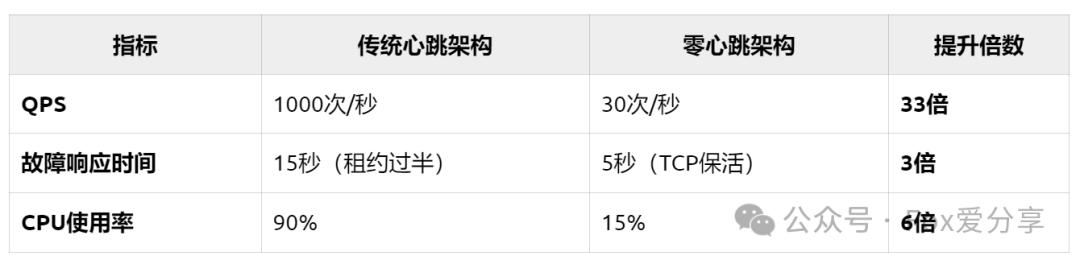 指标 传统心跳架构 零心跳架构 提升倍数
QPS 1000次/秒 30次/秒 33倍
故障响应时间 15秒（租约过半） 5秒（TCP保活） 3倍
CPU使用率 90% 15% 6倍
公众号 · Fox爱分享